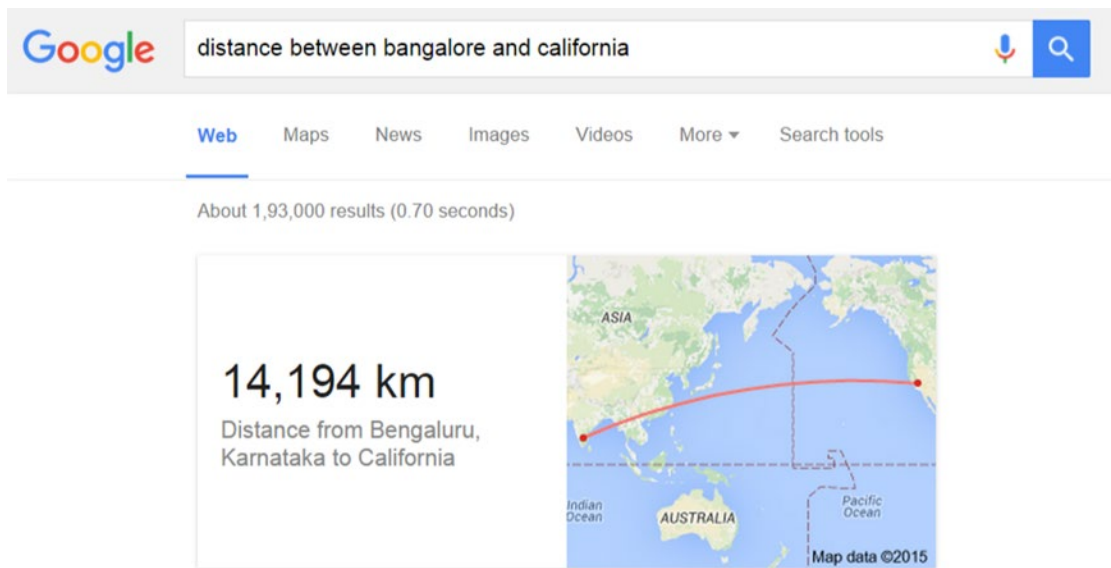 Google
distance between bangalore and california
Web Maps News Images Videos More Search tools
About 1,93,000 results (0.70 seconds)
14,194 km
Distance from Bengaluru,
Karnataka to California
ASIA
Indian
Ocean
AUSTRALIA
Pacific
Ocean
Map data ©2015